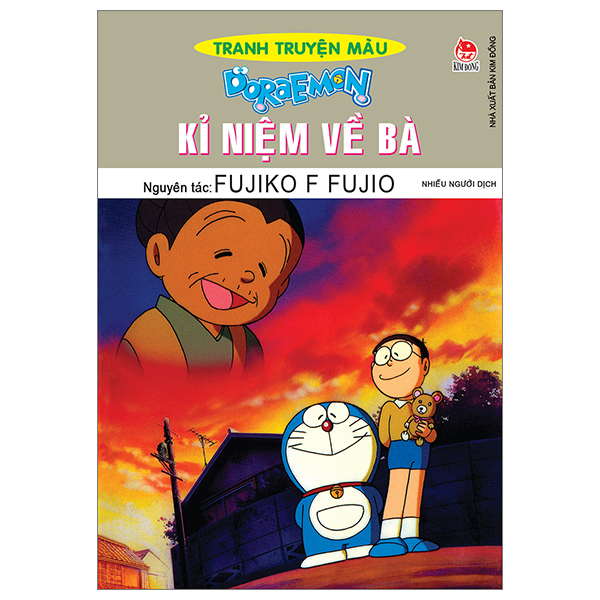 TRANH TRUYỆN MÀU
DORAEMON
KỈ NIỆM VỀ BÀ
KIM ĐỒNG
NHÀ XUẤT BẢN KIM ĐỒNG
Nguyên tác: FUJIKO F FUJIO
NHIỀU NGƯỜI DỊCH